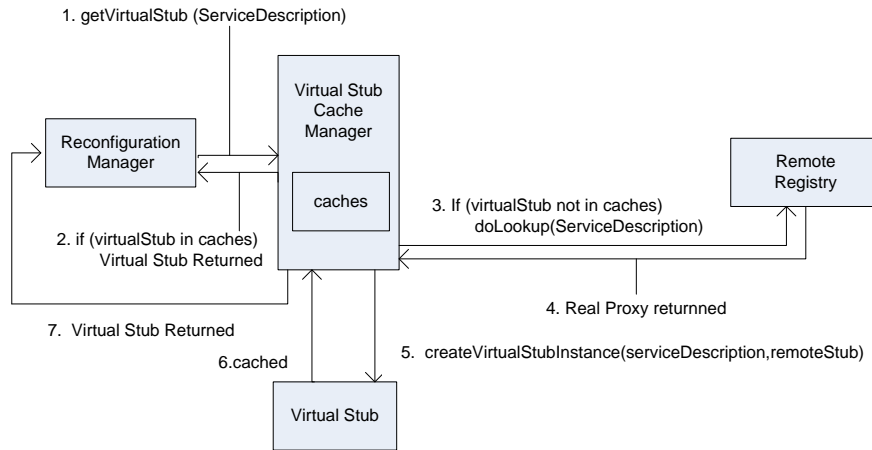 1. getVirtualStub (ServiceDescription)
Virtual Stub
Cache
Manager
Reconfiguration
Manager
Remote
Registry
caches
3. If (virtualStub not in caches)
doLookup(ServiceDescription)
2. if (virtualStub in caches)
Virtual Stub Returned
4. Real Proxy returnned
7. Virtual Stub Returned
5. createVirtualStubInstance(serviceDescription,remoteStub)
6.cached
Virtual Stub